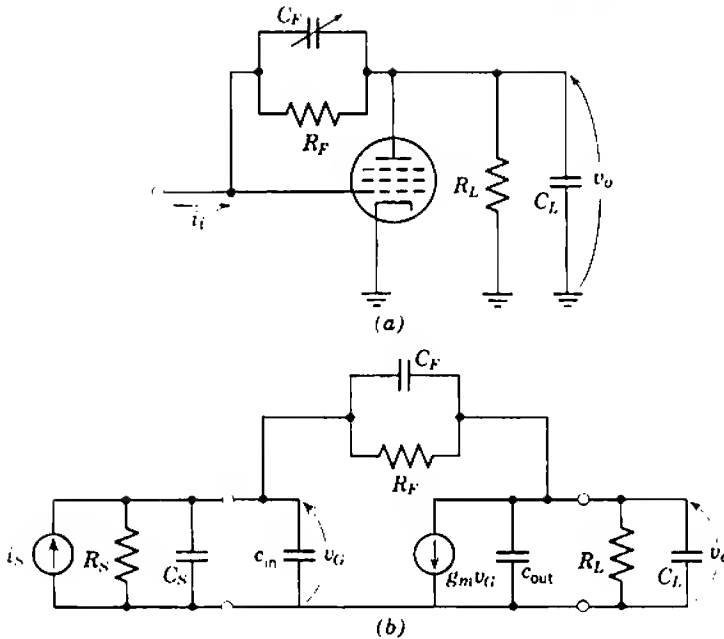 C_F
R_F
R_L
C_L
v_o
i_i
(a)
C_F
R_F
i_S
R_S
C_S
c_in
v_G
g_m v_G
c_out
R_L
C_L
v_o
(b)